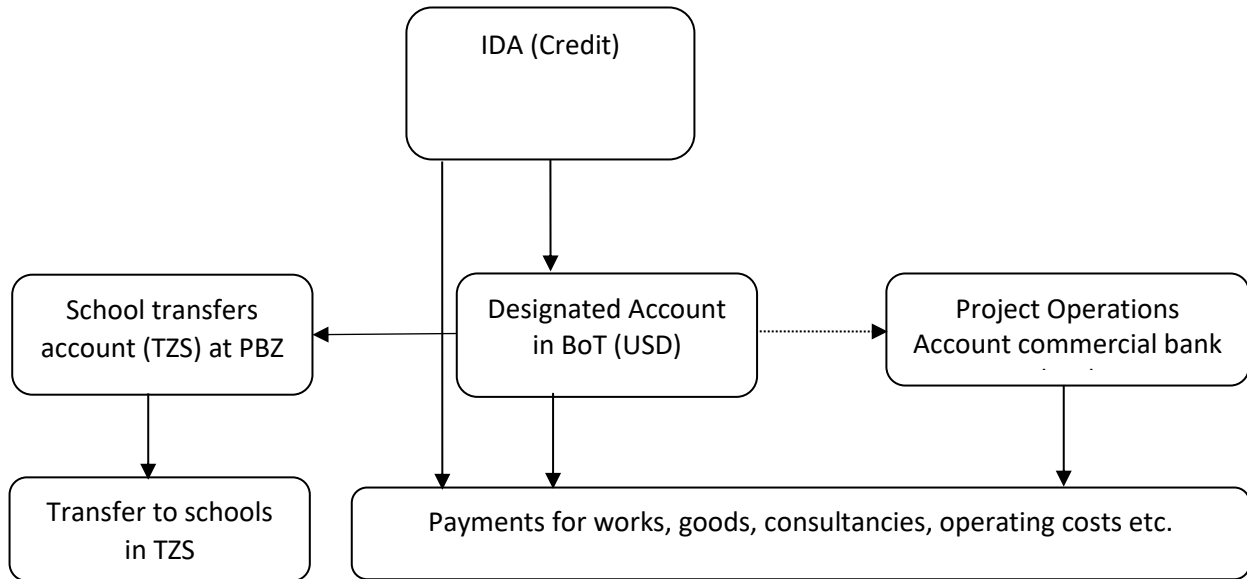 IDA (Credit)
School transfers
account (TZS) at PBZ
Designated Account
in BoT (USD)
Project Operations
Account commercial bank
Transfer to schools
in TZS
Payments for works, goods, consultancies, operating costs etc.